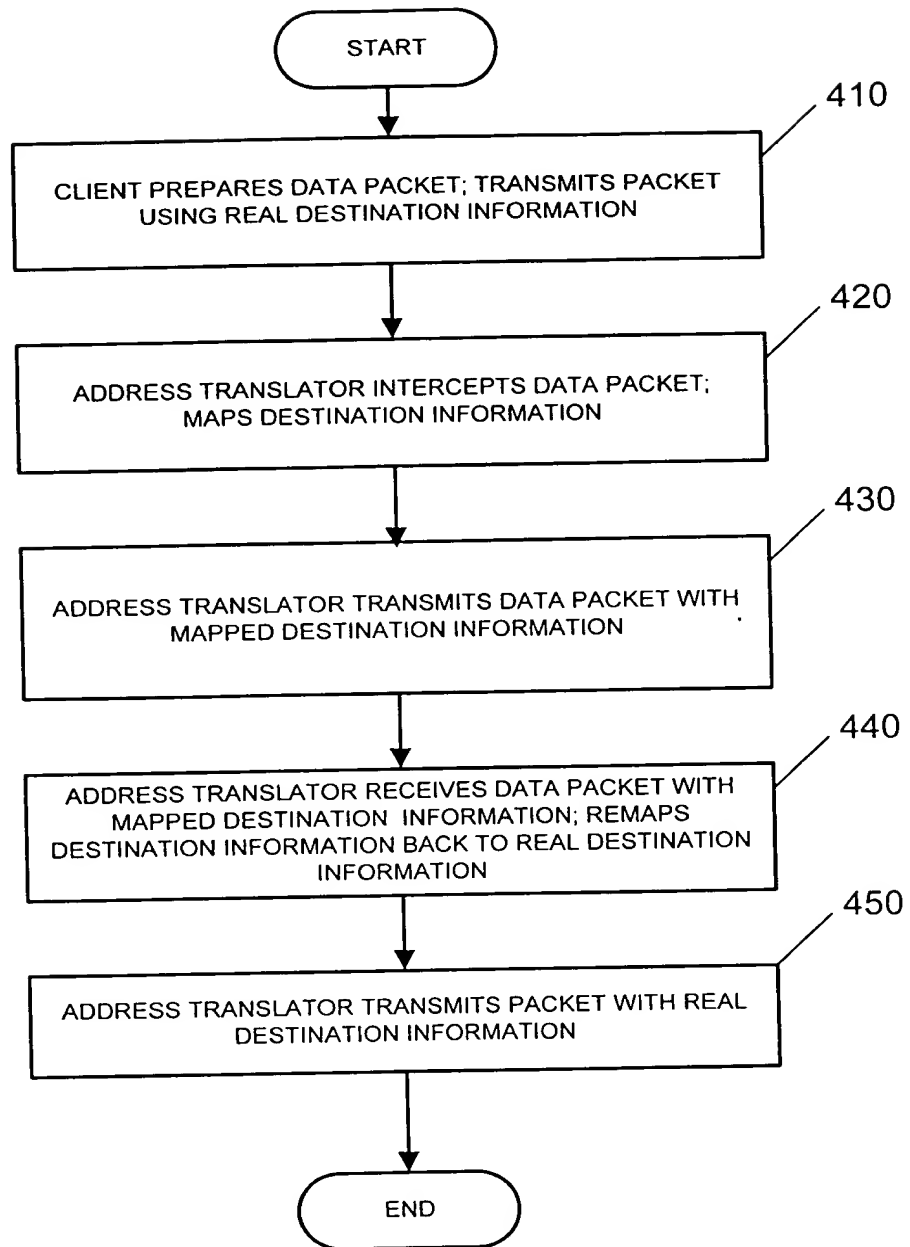 START
410
CLIENT PREPARES DATA PACKET; TRANSMITS PACKET
USING REAL DESTINATION INFORMATION
420
ADDRESS TRANSLATOR INTERCEPTS DATA PACKET;
MAPS DESTINATION INFORMATION
430
ADDRESS TRANSLATOR TRANSMITS DATA PACKET WITH
MAPPED DESTINATION INFORMATION
440
ADDRESS TRANSLATOR RECEIVES DATA PACKET WITH
MAPPED DESTINATION INFORMATION; REMAPS
DESTINATION INFORMATION BACK TO REAL DESTINATION
INFORMATION
450
ADDRESS TRANSLATOR TRANSMITS PACKET WITH REAL
DESTINATION INFORMATION
END